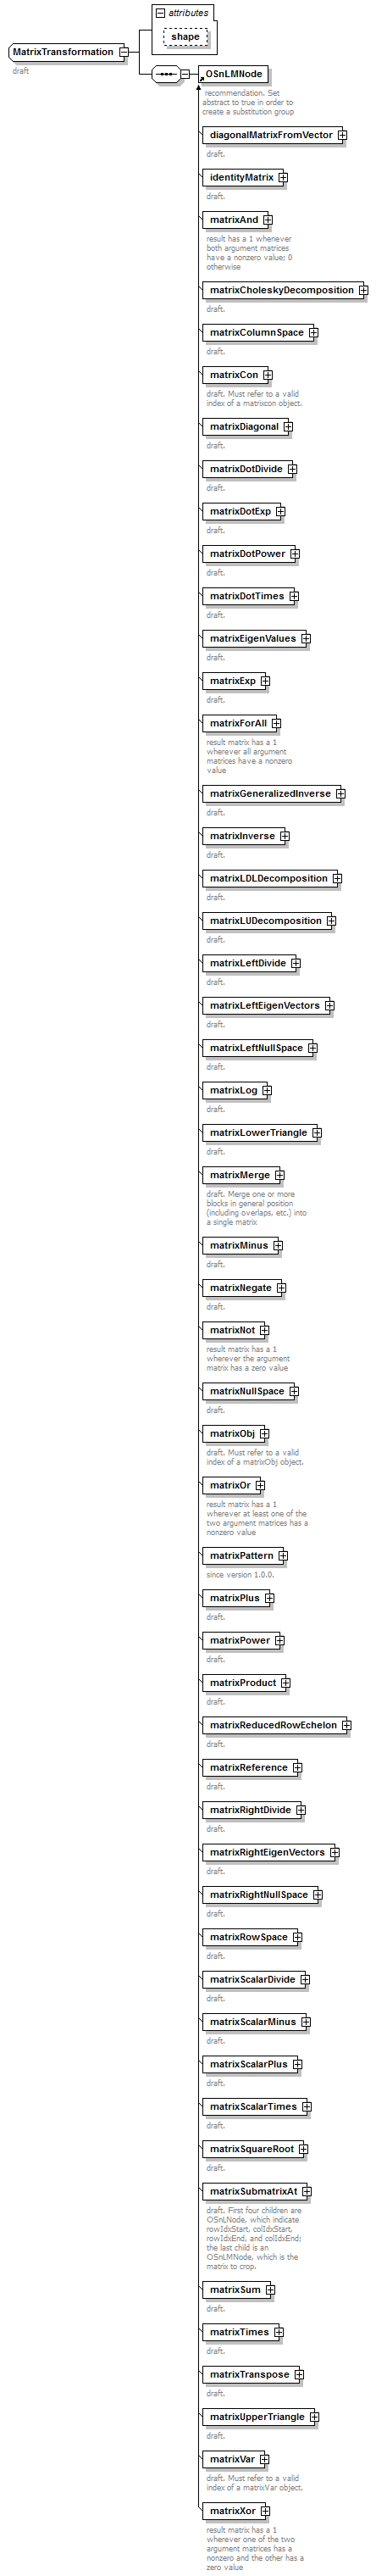 attributes
shape
MatrixTransformation
draft
OSnLMNode
recommendation. Set
abstract to true in order to
create a substitution group
diagonalMatrixFromVector
draft.
identityMatrix
draft.
matrixAnd
result has a 1 whenever
both argument matrices
have a nonzero value; 0
otherwise
matrixCholeskyDecomposition
draft.
matrixColumnSpace
draft.
matrixCon
draft. Must refer to a valid
index of a matrixcon object.
matrixDiagonal
draft.
matrixDotDivide
draft.
matrixDotExp
draft.
matrixDotPower
draft.
matrixDotTimes
draft.
matrixEigenValues
draft.
matrixExp
draft.
matrixForAll
result matrix has a 1
wherever all argument
matrices have a nonzero
value
matrixGeneralizedInverse
draft.
matrixInverse
draft.
matrixLDLDecomposition
draft.
matrixLUDecomposition
draft.
matrixLeftDivide
draft.
matrixLeftEigenVectors
draft.
matrixLeftNullSpace
draft.
matrixLog
draft.
matrixLowerTriangle
draft.
matrixMerge
draft. Merge one or more
blocks in general position
(including overlaps, etc.) into
a single matrix
matrixMinus
draft.
matrixNegate
draft.
matrixNot
result matrix has a 1
wherever the argument
matrix has a zero value
matrixNullSpace
draft.
matrixObj
draft. Must refer to a valid
index of a matrixObj object.
matrixOr
result matrix has a 1
wherever at least one of the
two argument matrices has a
nonzero value
matrixPattern
since version 1.0.0.
matrixPlus
draft.
matrixPower
draft.
matrixProduct
draft.
matrixReducedRowEchelon
draft.
matrixReference
draft.
matrixRightDivide
draft.
matrixRightEigenVectors
draft.
matrixRightNullSpace
draft.
matrixRowSpace
draft.
matrixScalarDivide
draft.
matrixScalarMinus
draft.
matrixScalarPlus
draft.
matrixScalarTimes
draft.
matrixSquareRoot
draft.
matrixSubmatrixAt
draft. First four children are
OSnLNode, which indicate
rowIdxStart, colIdxStart,
rowIdxEnd, and colIdxEnd;
the last child is an
OSnLMNode, which is the
matrix to crop.
matrixSum
draft.
matrixTimes
draft.
matrixTranspose
draft.
matrixUpperTriangle
draft.
matrixVar
draft. Must refer to a valid
index of a matrixVar object.
matrixXor
result matrix has a 1
wherever one of the two
argument matrices has a
nonzero and the other has a
zero value